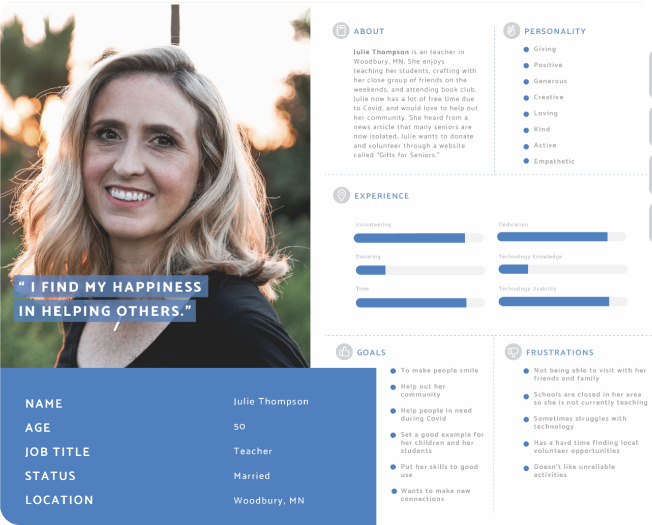 “ I FIND MY HAPPINESS
IN HELPING OTHERS.”
NAME
Julie Thompson
AGE
50
JOB TITLE
Teacher
STATUS
Married
LOCATION
Woodbury, MN
ABOUT
Julie Thompson is an teacher in
Woodbury, MN. She enjoys
teaching her students, crafting with
her close group of friends on the
weekends, and attending book club.
Julie now has a lot of free time due
to Covid, and would love to help out
her community. She heard from a
news article that many seniors are
now isolated. Julie wants to donate
and volunteer through a website
called "Gifts for Seniors."
PERSONALITY
Giving
Positive
Generous
Creative
Loving
Kind
Active
Empathetic
EXPERIENCE
Volunteering
Donating
Time
Dedication
Technology Knowledge
Technology Usability
GOALS
To make people smile
Help out her
community
Help people in need
during Covid
Set a good example for
her children and her
students
Put her skills to good
use
Wants to make new
connections
FRUSTRATIONS
Not being able to visit with her
friends and family
Schools are closed in her area
so she is not currently teaching
Sometimes struggles with
technology
Has a hard time finding local
volunteer opportunities
Doesn't like unreliable
activities